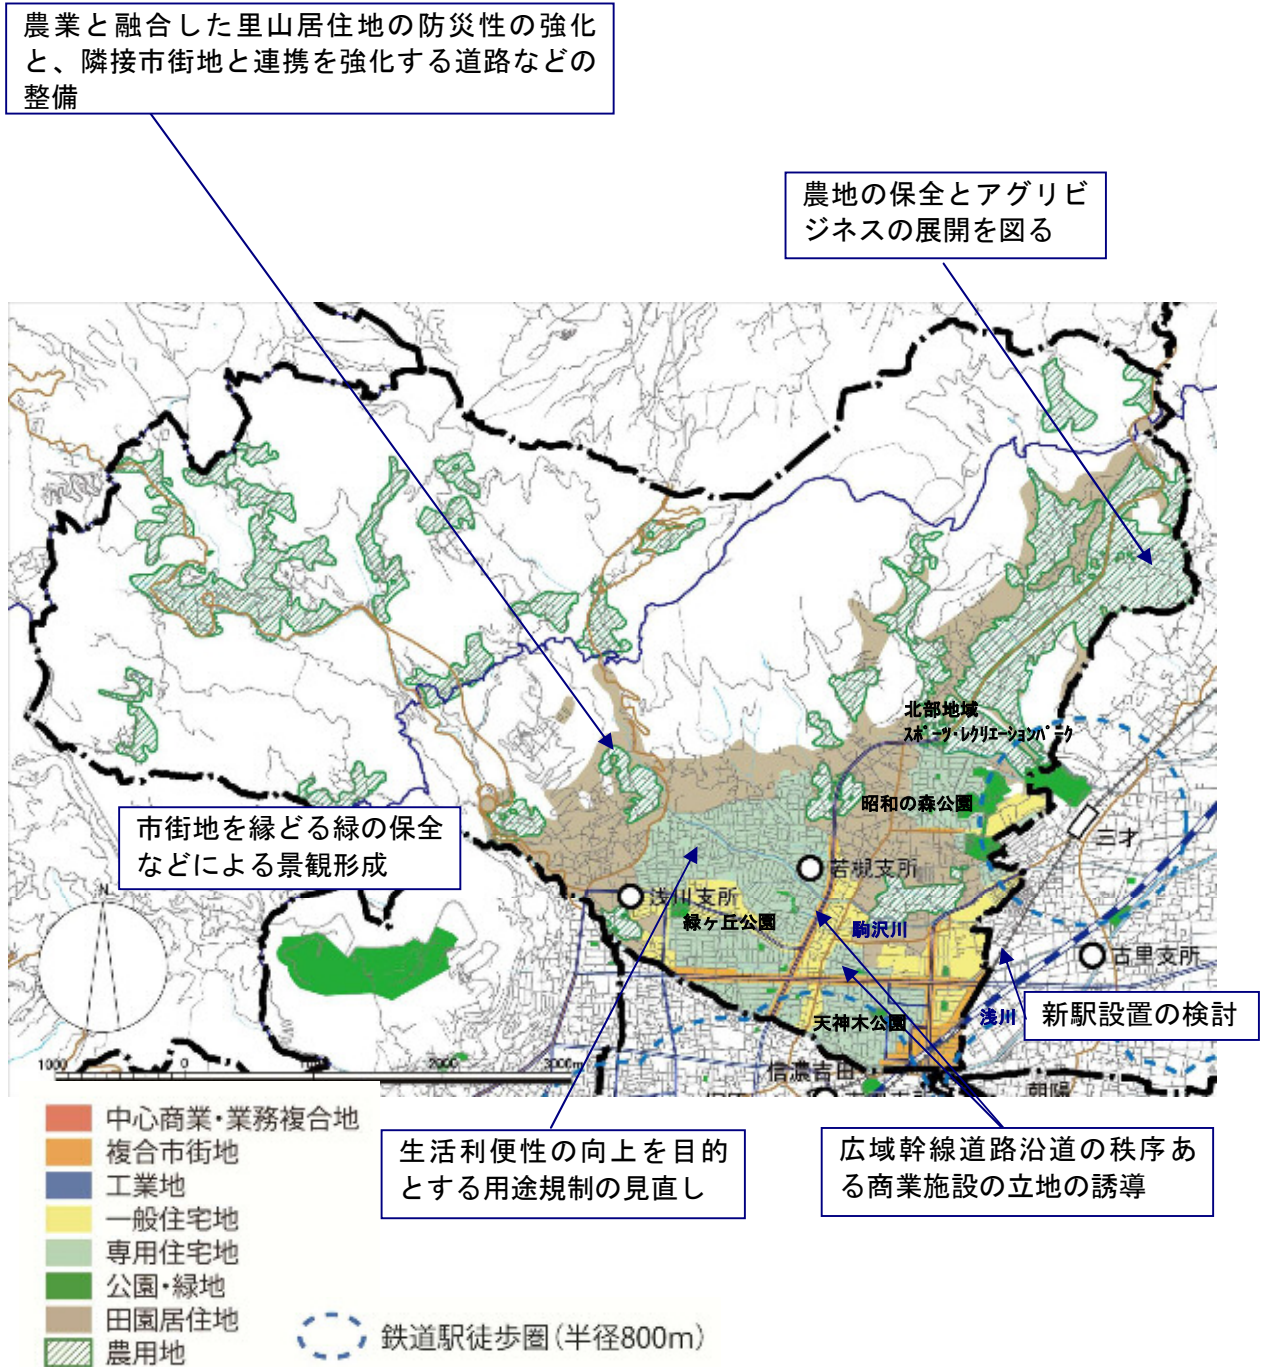 農業と融合した里山居住地の防災性の強化
と、隣接市街地と連携を強化する道路などの
整備
農地の保全とアグリビ
ジネスの展開を図る
北部地域
スポーツ・レクリエーションパーク
昭和の森公園
三才
市街地を縁どる緑の保全
などによる景観形成
若槻支所
浅川支所
緑ヶ丘公園
駒沢川
古里支所
N
新駅設置の検討
浅川
天神木公園
信濃吉田
朝陽
1000
0
1000
2000
3000m
生活利便性の向上を目的
とする用途規制の見直し
広域幹線道路沿道の秩序あ
る商業施設の立地の誘導
中心商業・業務複合地
複合市街地
工業地
一般住宅地
専用住宅地
公園・緑地
田園居住地
農用地
鉄道駅徒歩圏(半径800m)